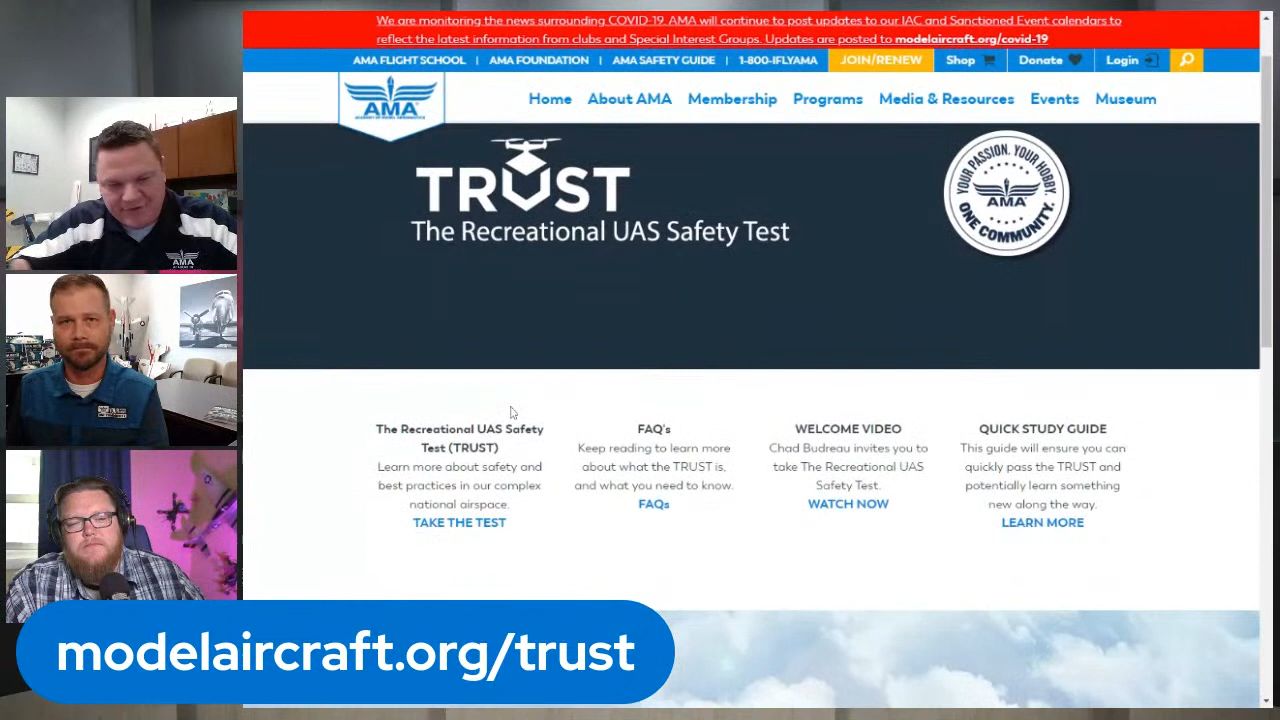 We are monitoring the news surrounding COVID-19. AMA will continue to post updates to our IAC and Sanctioned Event calendars to
reflect the latest information from clubs and Special Interest Groups. Updates are posted to modelaircraft.org/covid-19
AMA FLIGHT SCHOOL | AMA FOUNDATION | AMA SAFETY GUIDE | 1-800-IFLYAMA JOIN/RENEW Shop Donate Login
AMA
ACADEMY OF MODEL AERONAUTICS
Home About AMA Membership Programs Media & Resources Events Museum
TRUST
The Recreational UAS Safety Test
YOUR PASSION. YOUR HOBBY.
AMA
ONE COMMUNITY.
The Recreational UAS Safety
Test (TRUST)
Learn more about safety and
best practices in our complex
national airspace.
TAKE THE TEST
FAQ's
Keep reading to learn more
about what the TRUST is,
and what you need to know.
FAQs
WELCOME VIDEO
Chad Budreau invites you to
take The Recreational UAS
Safety Test.
WATCH NOW
QUICK STUDY GUIDE
This guide will ensure you can
quickly pass the TRUST and
potentially learn something
new along the way.
LEARN MORE
AMA
modelaircraft.org/trust